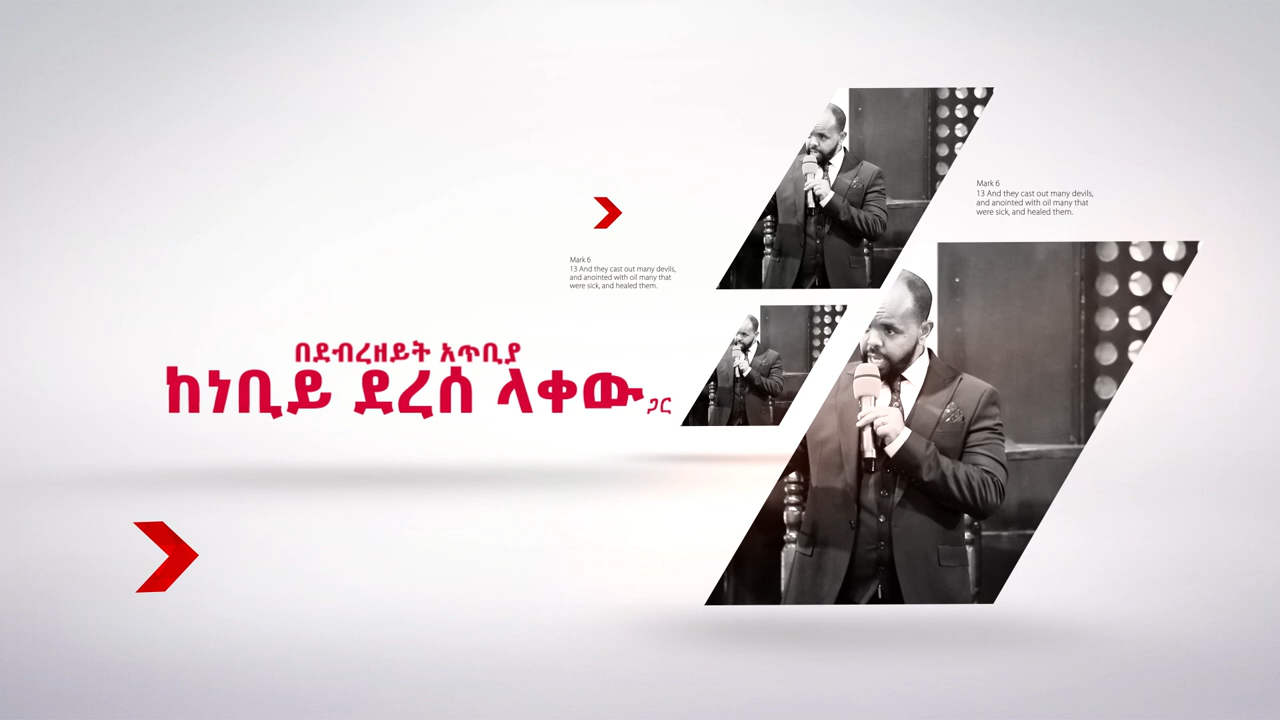 Mark 6
13 And they cast out many devils,
and anointed with oil many that
were sick, and healed them.
Mark 6
13 And they cast out many devils,
and anointed with oil many that
were sick, and healed them.
በደብረዘይት አጥቢያ
ከነቢይ ደረሰ ላቀው ጋር